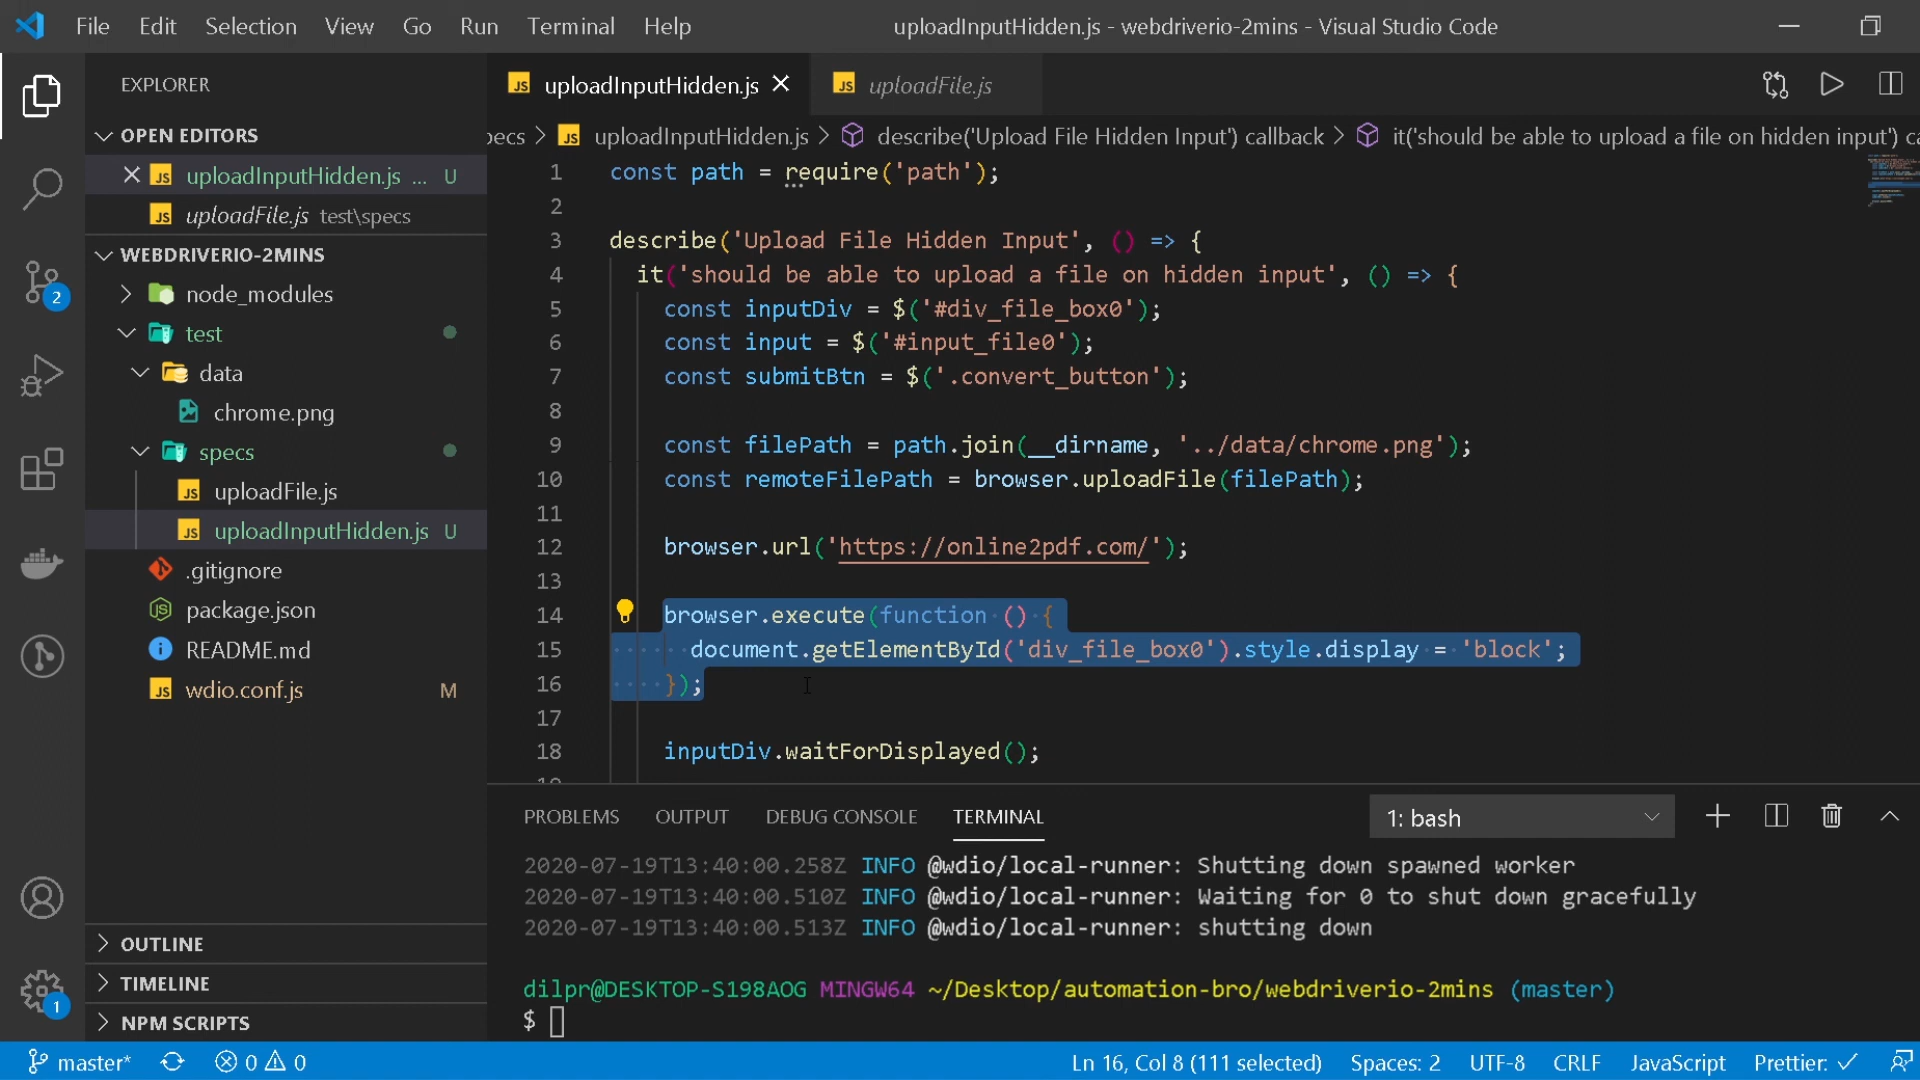 File Edit Selection View Go Run Terminal Help uploadInputHidden.js - webdriverio-2mins - Visual Studio Code
EXPLORER
OPEN EDITORS
JS uploadInputHidden.js ... U
JS uploadFile.js test\specs
WEBDRIVERIO-2MINS
node_modules
test
data
chrome.png
specs
JS uploadFile.js
JS uploadInputHidden.js U
.gitignore
package.json
README.md
JS wdio.conf.js M
OUTLINE
TIMELINE
NPM SCRIPTS
2
1
JS uploadInputHidden.js JS uploadFile.js
ecs > JS uploadInputHidden.js > describe('Upload File Hidden Input') callback > it('should be able to upload a file on hidden input') ca
1 const path = require('path');
2
3 describe('Upload File Hidden Input', () => {
4 it('should be able to upload a file on hidden input', () => {
5 const inputDiv = $('#div_file_box0');
6 const input = $('#input_file0');
7 const submitBtn = $('.convert_button');
8
9 const filePath = path.join(__dirname, '../data/chrome.png');
10 const remoteFilePath = browser.uploadFile(filePath);
11
12 browser.url('https://online2pdf.com/');
13
14 browser.execute(function () {
15 document.getElementById('div_file_box0').style.display = 'block';
16 });
17
18 inputDiv.waitForDisplayed();
PROBLEMS OUTPUT DEBUG CONSOLE TERMINAL 1: bash
2020-07-19T13:40:00.258Z INFO @wdio/local-runner: Shutting down spawned worker
2020-07-19T13:40:00.510Z INFO @wdio/local-runner: Waiting for 0 to shut down gracefully
2020-07-19T13:40:00.513Z INFO @wdio/local-runner: shutting down
dilpr@DESKTOP-S198AOG MINGW64 ~/Desktop/automation-bro/webdriverio-2mins (master)
$
master* 0 0 Ln 16, Col 8 (111 selected) Spaces: 2 UTF-8 CRLF JavaScript Prettier: ✓